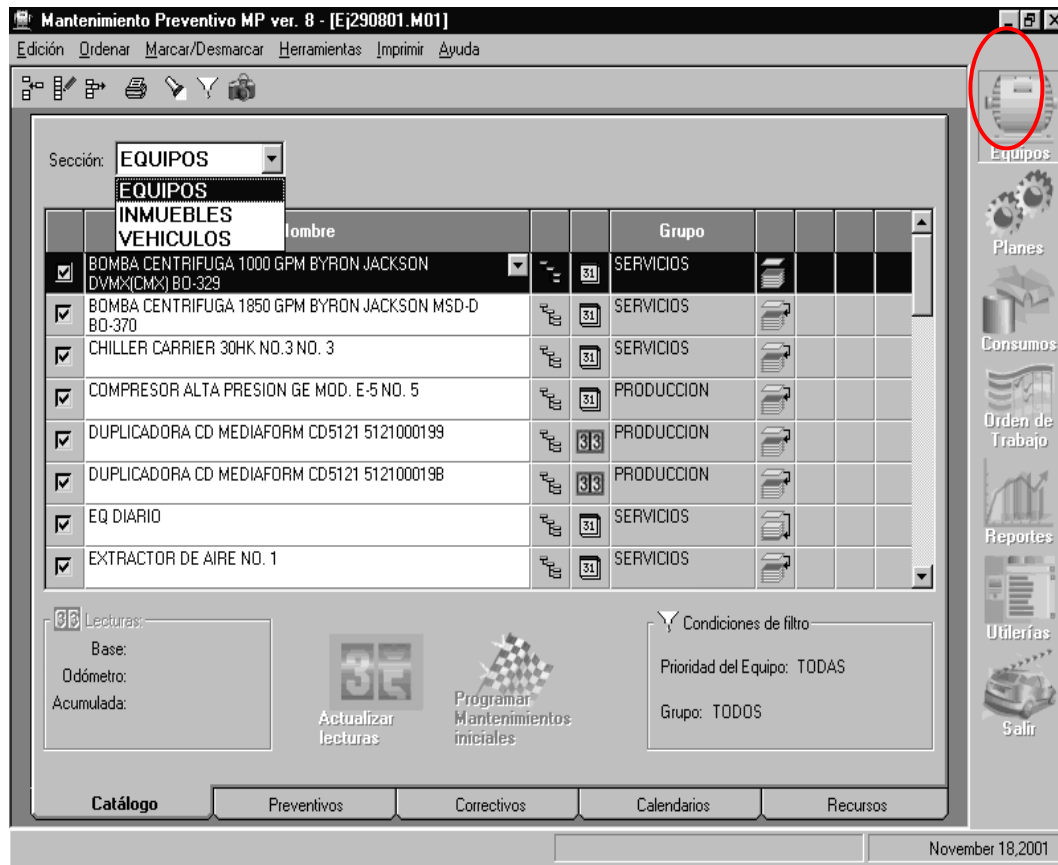 Mantenimiento Preventivo MP ver. 8 - [Ej290801.M01]
Edición Ordenar Marcar/Desmarcar Herramientas Imprimir Ayuda
Sección: EQUIPOS
EQUIPOS
INMUEBLES
VEHICULOS
Nombre Grupo
BOMBA CENTRIFUGA 1000 GPM BYRON JACKSON
DVMX(CMX) BO-329
31
SERVICIOS
BOMBA CENTRIFUGA 1850 GPM BYRON JACKSON MSD-D
BO-370
31
SERVICIOS
CHILLER CARRIER 30HK NO.3 NO. 3
31
SERVICIOS
COMPRESOR ALTA PRESION GE MOD. E-5 NO. 5
31
PRODUCCION
DUPLICADORA CD MEDIAFORM CD5121 5121000199
33
PRODUCCION
DUPLICADORA CD MEDIAFORM CD5121 512100019B
33
PRODUCCION
EQ DIARIO
31
SERVICIOS
EXTRACTOR DE AIRE NO. 1
31
SERVICIOS
33 Lecturas:
Base:
Odómetro:
Acumulada:
Actualizar
lecturas
Programar
Mantenimientos
iniciales
Condiciones de filtro
Prioridad del Equipo: TODAS
Grupo: TODOS
Catálogo Preventivos Correctivos Calendarios Recursos
Equipos
Planes
Consumos
Orden de
Trabajo
Reportes
Utilerías
Salir
November 18,2001